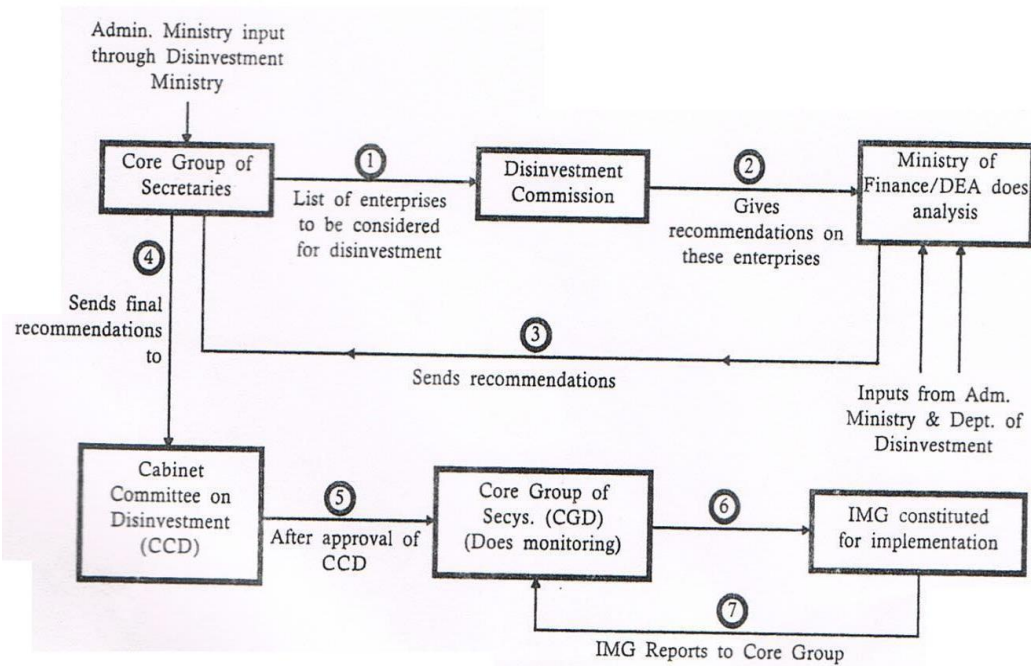 Admin. Ministry input
through Disinvestment
Ministry
Core Group of
Secretaries
1
List of enterprises
to be considered
for disinvestment
Disinvestment
Commission
2
Gives
recommendations on
these enterprises
Ministry of
Finance/DEA does
analysis
4
Sends final
recommendations
to
3
Sends recommendations
Inputs from Adm.
Ministry & Dept. of
Disinvestment
Cabinet
Committee on
Disinvestment
(CCD)
5
After approval of
CCD
Core Group of
Secys. (CGD)
(Does monitoring)
6
IMG constituted
for implementation
7
IMG Reports to Core Group